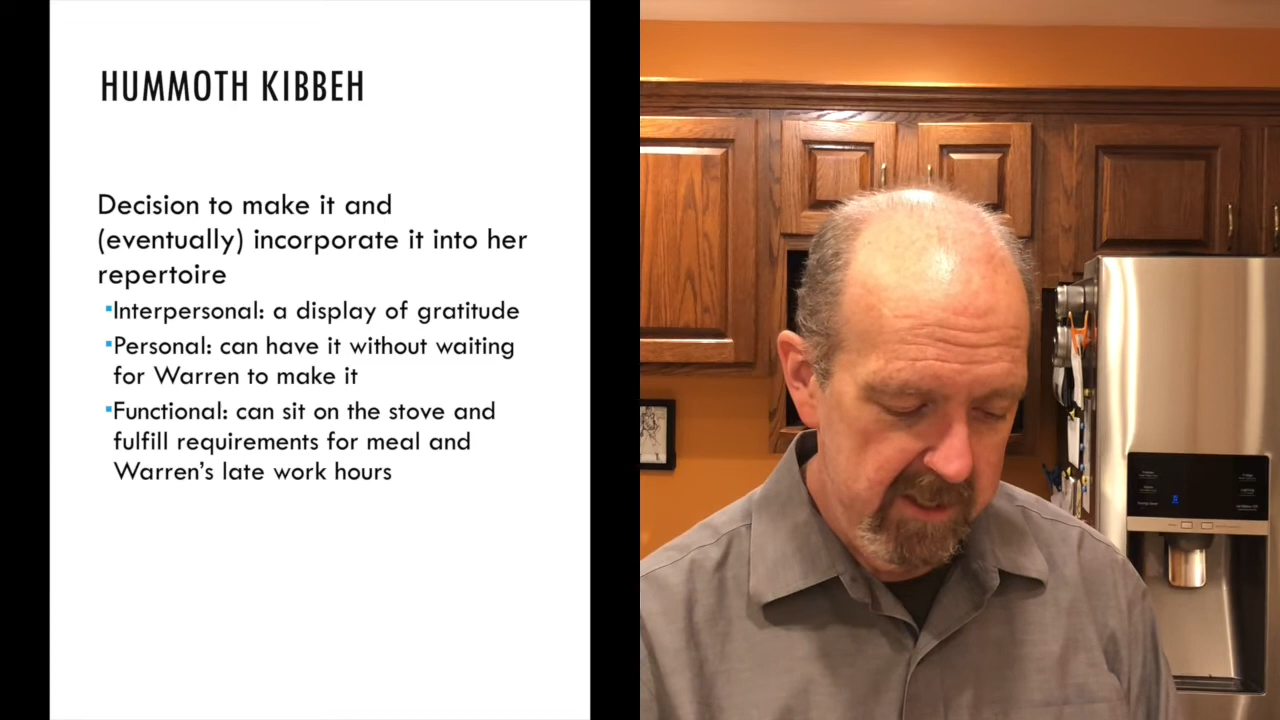 HUMMOTH KIBBEH
Decision to make it and
(eventually) incorporate it into her
repertoire
▪Interpersonal: a display of gratitude
▪Personal: can have it without waiting
for Warren to make it
▪Functional: can sit on the stove and
fulfill requirements for meal and
Warren’s late work hours